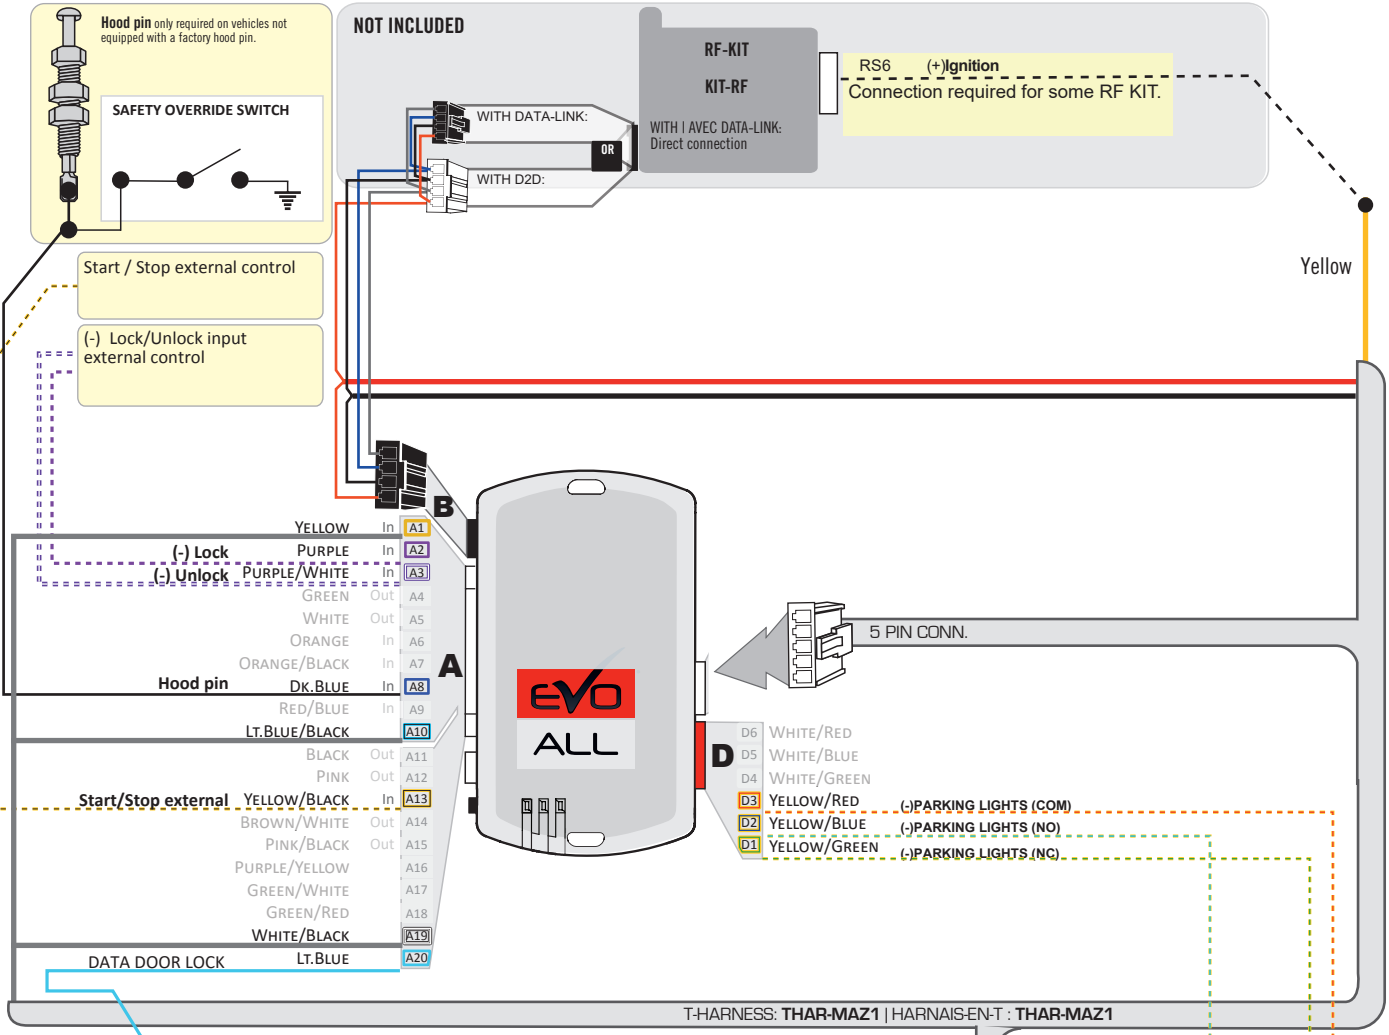 Hood pin only required on vehicles not
equipped with a factory hood pin.
SAFETY OVERRIDE SWITCH
NOT INCLUDED
RF-KIT
KIT-RF
WITH | AVEC DATA-LINK:
Direct connection
WITH DATA-LINK:
OR
WITH D2D:
RS6 (+)Ignition
Connection required for some RF KIT.
Yellow
Start / Stop external control
(-) Lock/Unlock input
external control
B
A
YELLOW In A1
(-) Lock PURPLE In A2
(-) Unlock PURPLE/WHITE In A3
GREEN Out A4
WHITE Out A5
ORANGE In A6
ORANGE/BLACK In A7
Hood pin DK.BLUE In A8
RED/BLUE In A9
LT.BLUE/BLACK A10
BLACK Out A11
PINK Out A12
Start/Stop external YELLOW/BLACK In A13
BROWN/WHITE Out A14
PINK/BLACK Out A15
PURPLE/YELLOW A16
GREEN/WHITE A17
GREEN/RED A18
WHITE/BLACK A19
DATA DOOR LOCK LT.BLUE A20
EVO
ALL
5 PIN CONN.
D
D6 WHITE/RED
D5 WHITE/BLUE
D4 WHITE/GREEN
D3 YELLOW/RED (-)PARKING LIGHTS (COM)
D2 YELLOW/BLUE (-)PARKING LIGHTS (NO)
D1 YELLOW/GREEN (-)PARKING LIGHTS (NC)
T-HARNESS: THAR-MAZ1 | HARNAIS-EN-T : THAR-MAZ1